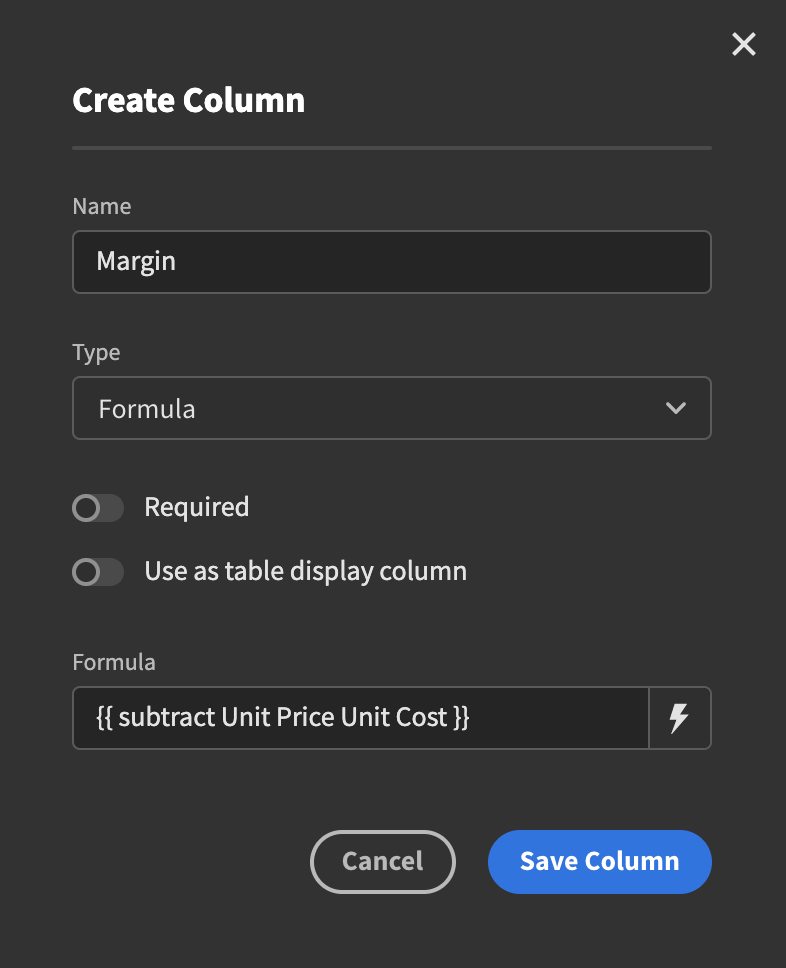 Create Column
Name
Margin
Type
Formula
Required
Use as table display column
Formula
{{ subtract Unit Price Unit Cost }}
Cancel
Save Column